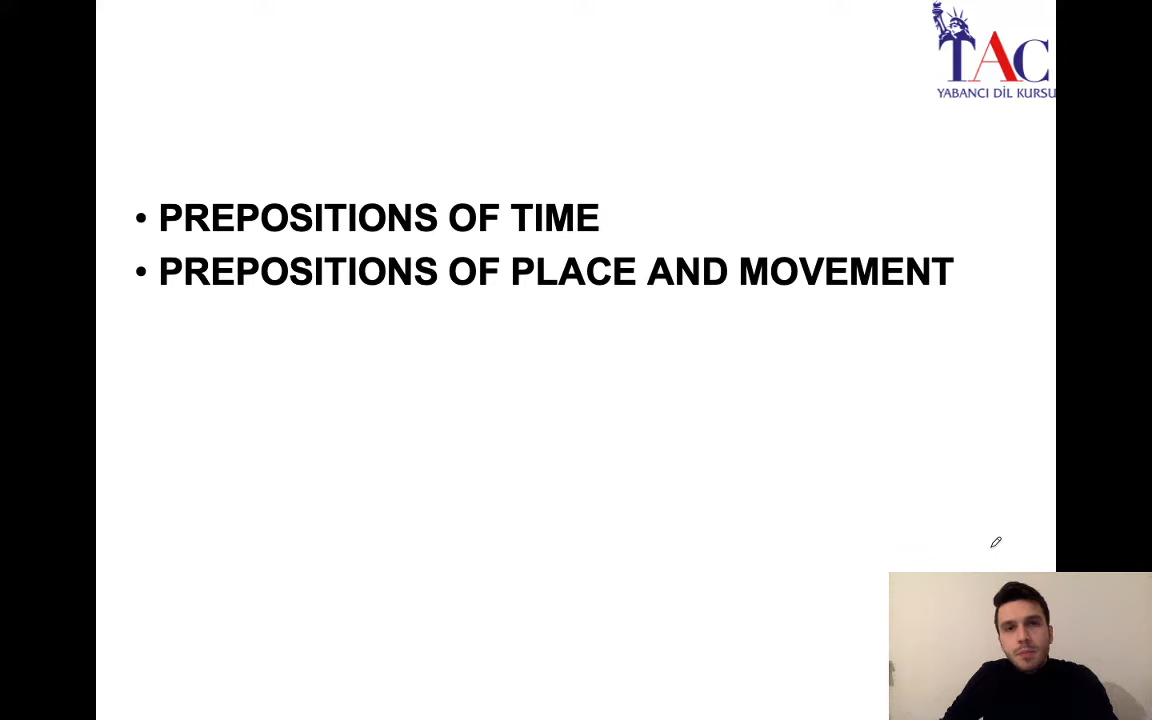 TAC
YABANCI DİL KURSU
• PREPOSITIONS OF TIME
• PREPOSITIONS OF PLACE AND MOVEMENT